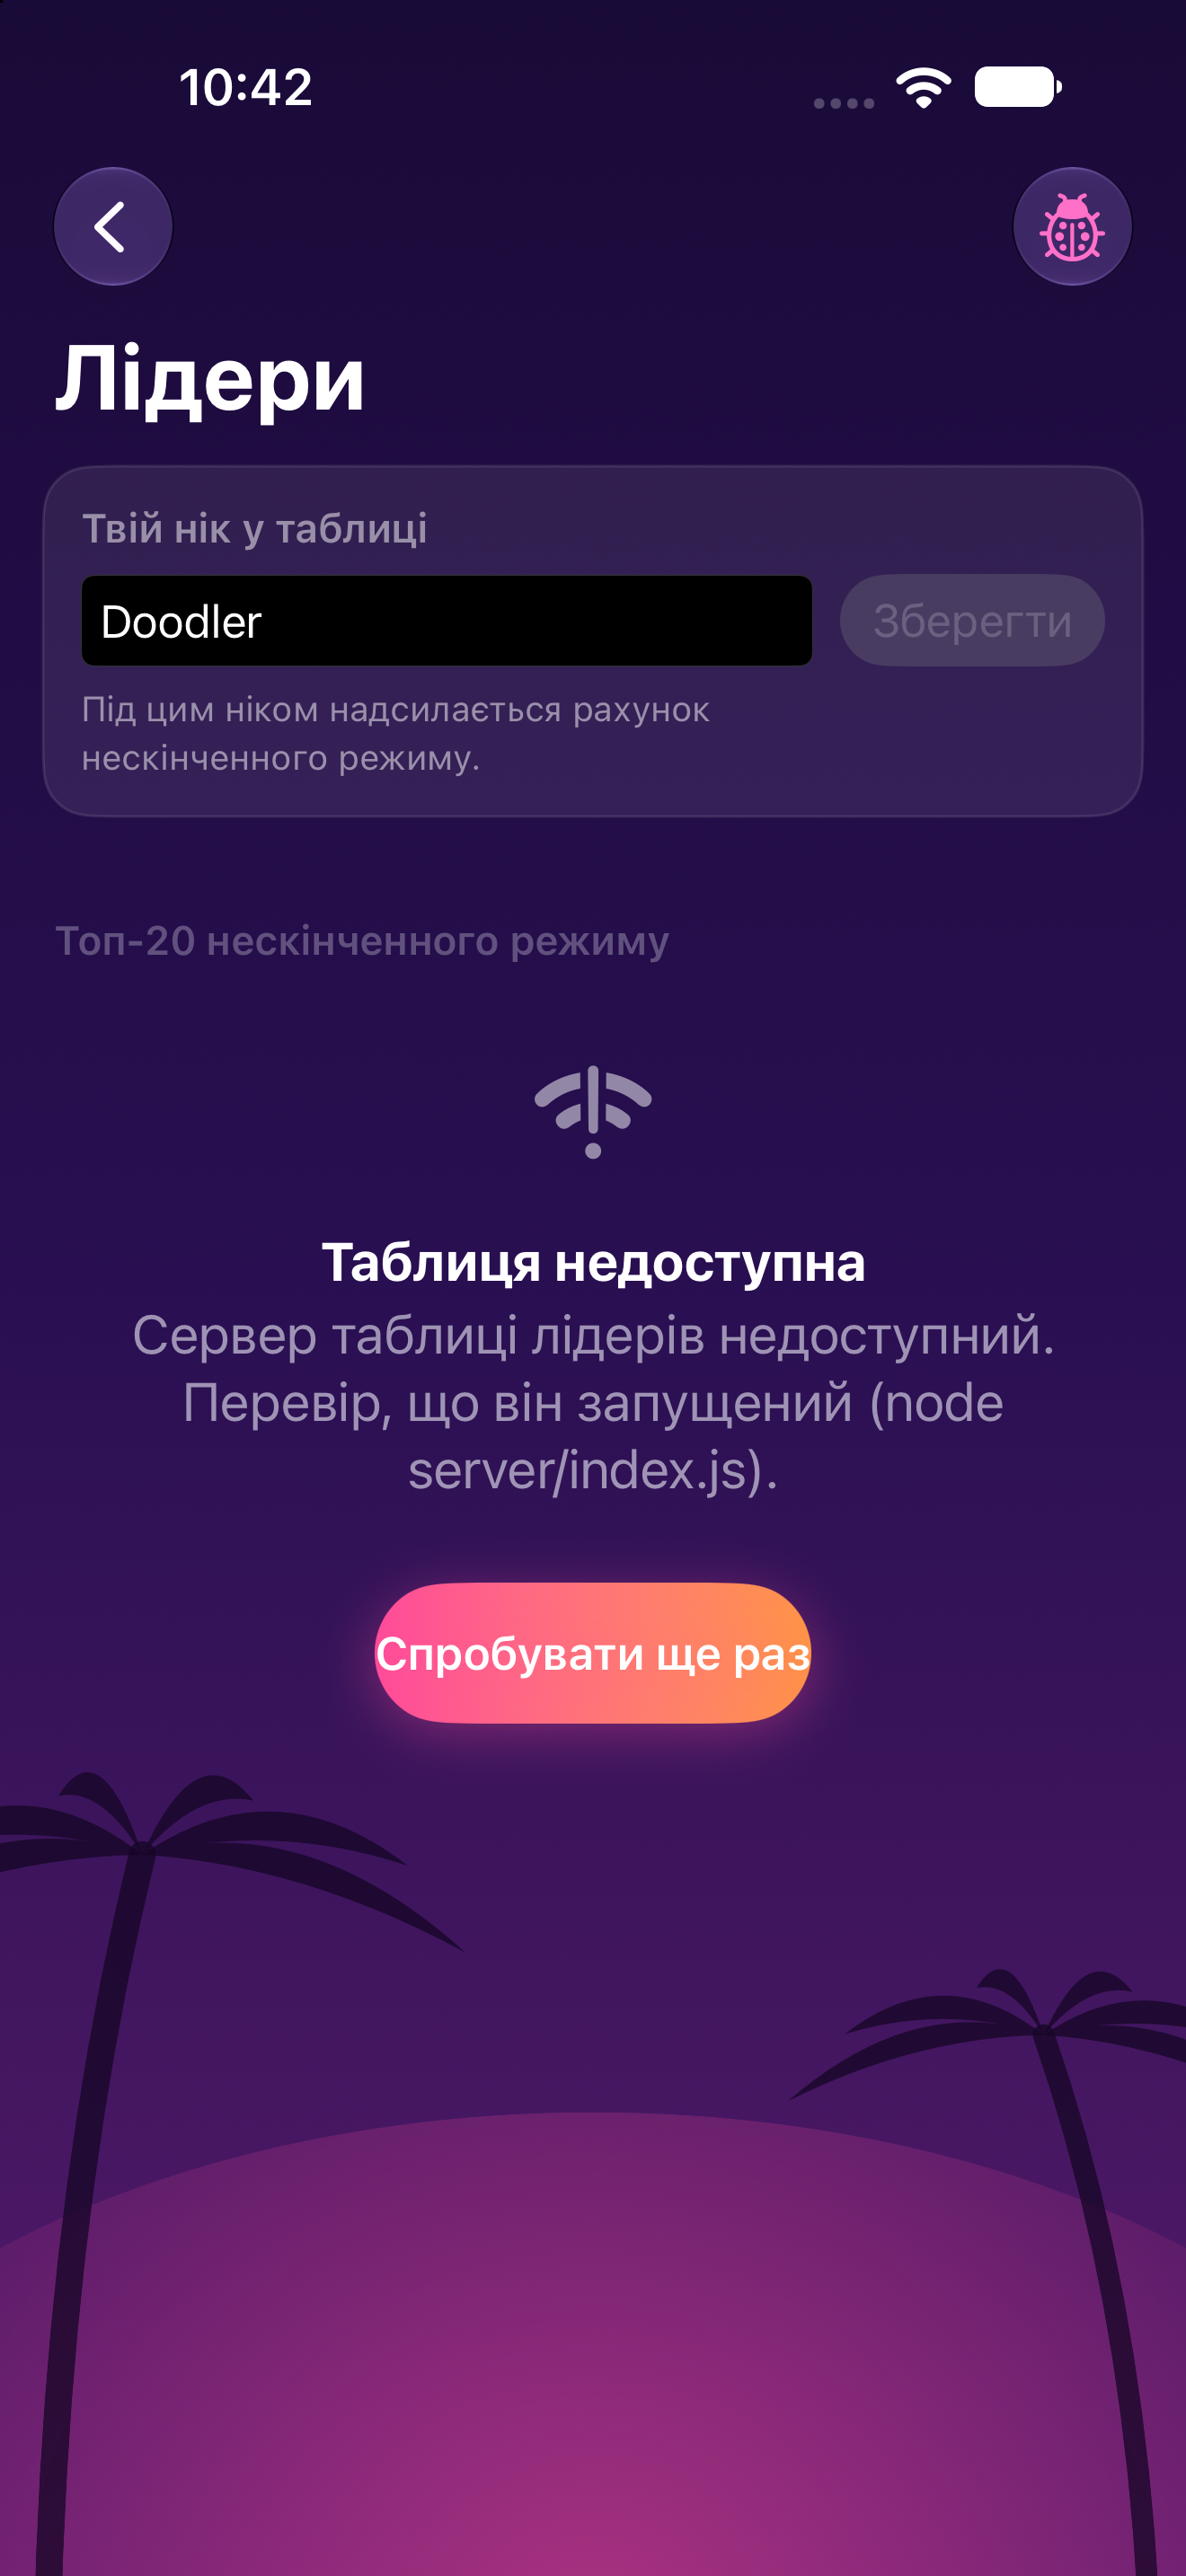 10:42
Лідери
Твій нік у таблиці
Doodler
Зберегти
Під цим ніком надсилається рахунок
нескінченного режиму.
Топ-20 нескінченного режиму
Таблиця недоступна
Сервер таблиці лідерів недоступний.
Перевір, що він запущений (node
server/index.js).
Спробувати ще раз